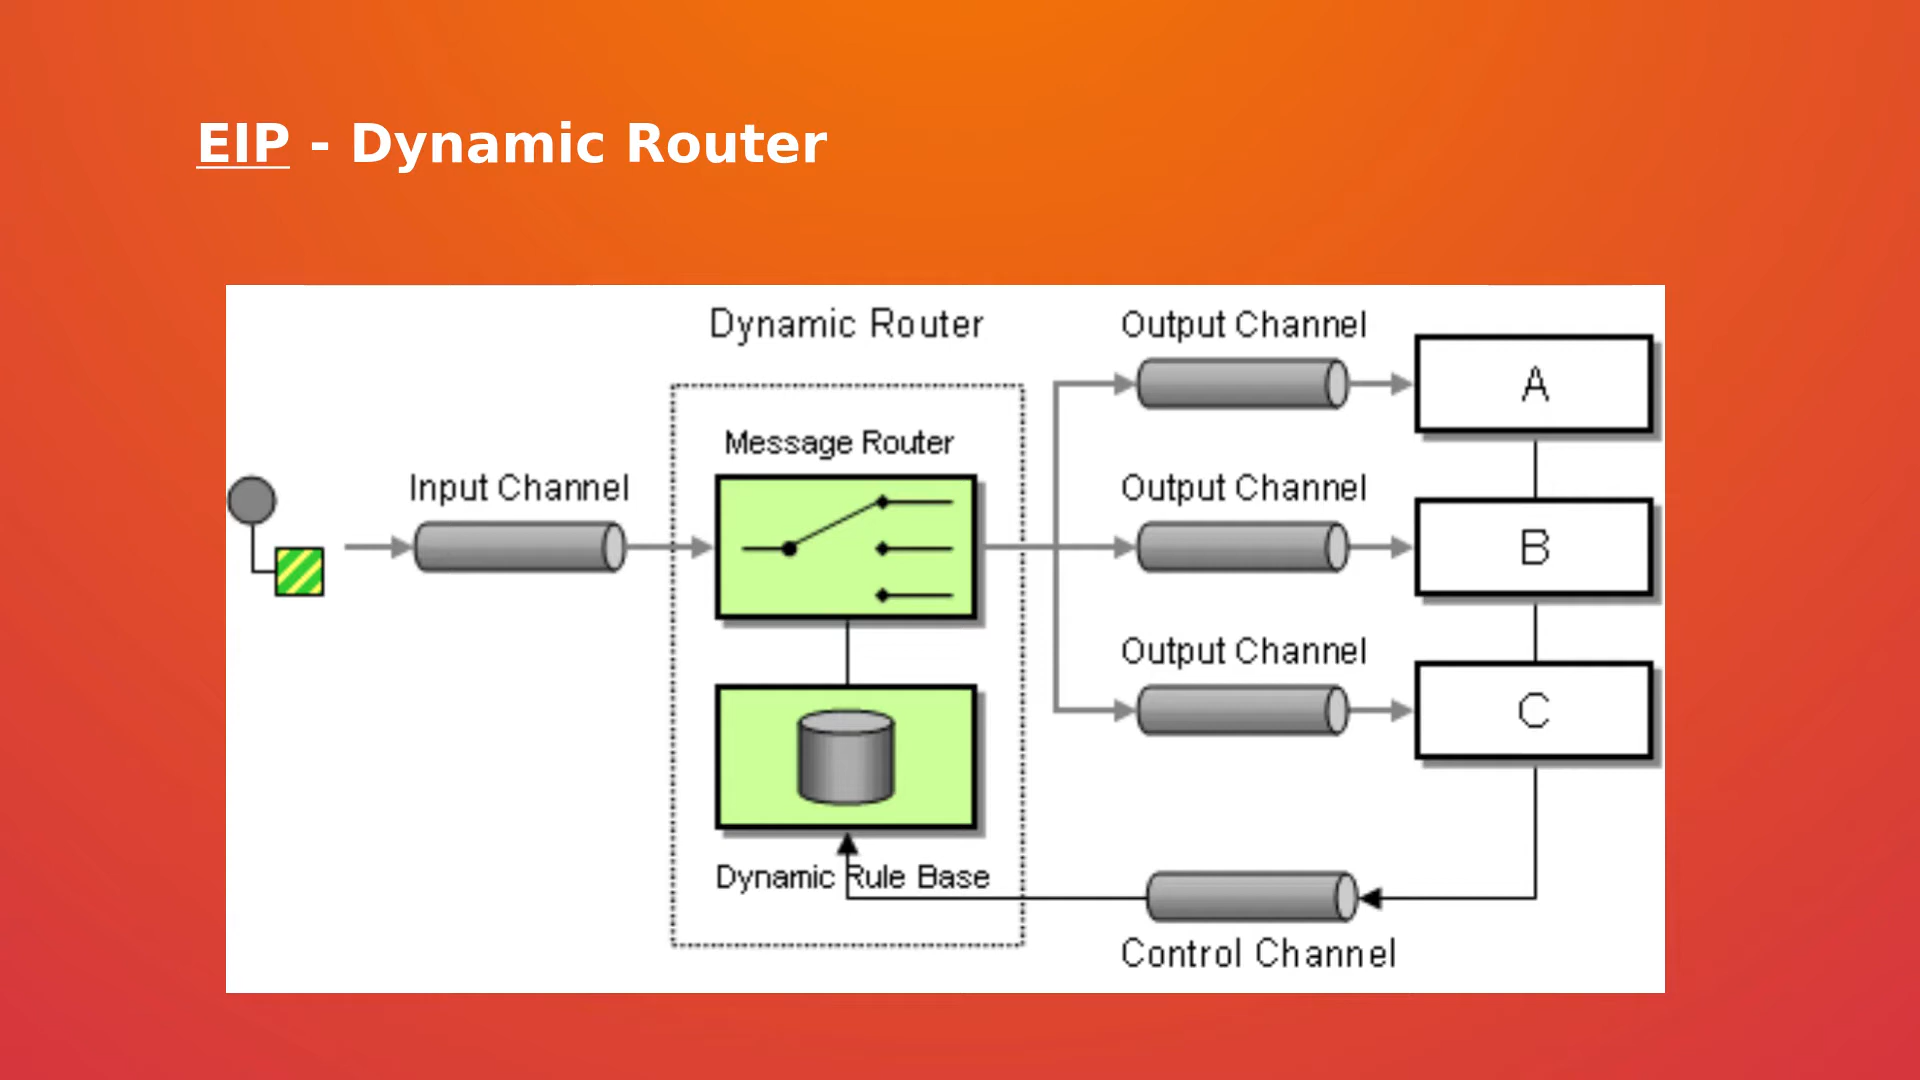 EIP - Dynamic Router
Dynamic Router
Output Channel
A
Message Router
Input Channel
Output Channel
B
Output Channel
C
Dynamic Rule Base
Control Channel